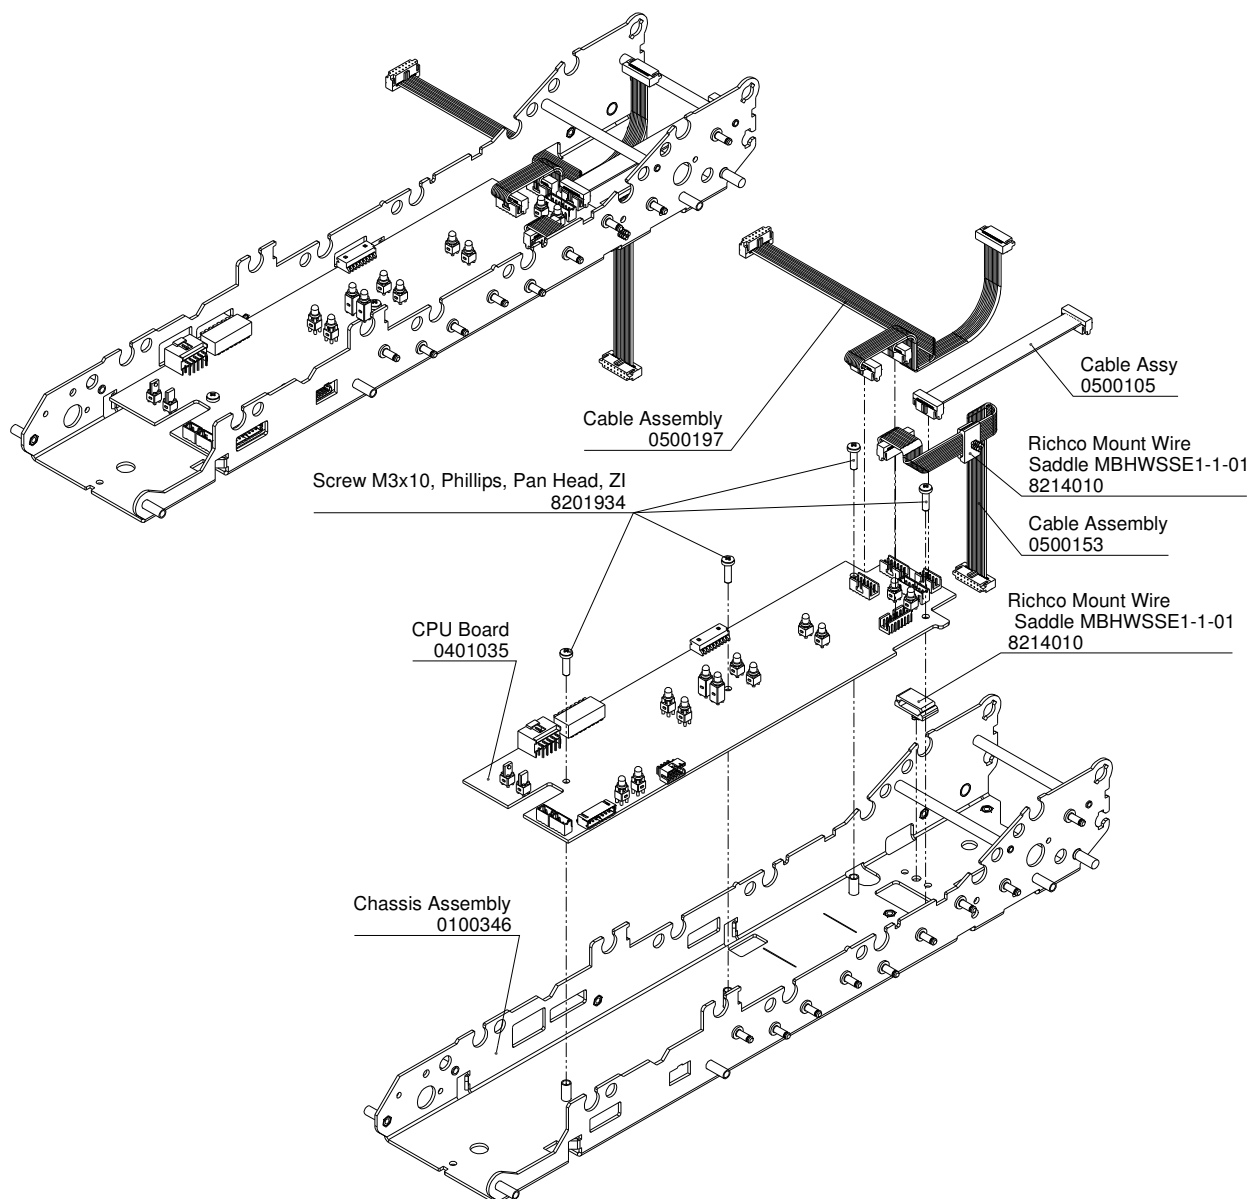 Cable Assy
0500105
Cable Assembly
0500197
Richco Mount Wire
Saddle MBHWSSE1-1-01
8214010
Screw M3x10, Phillips, Pan Head, ZI
8201934
Cable Assembly
0500153
Richco Mount Wire
Saddle MBHWSSE1-1-01
8214010
CPU Board
0401035
Chassis Assembly
0100346